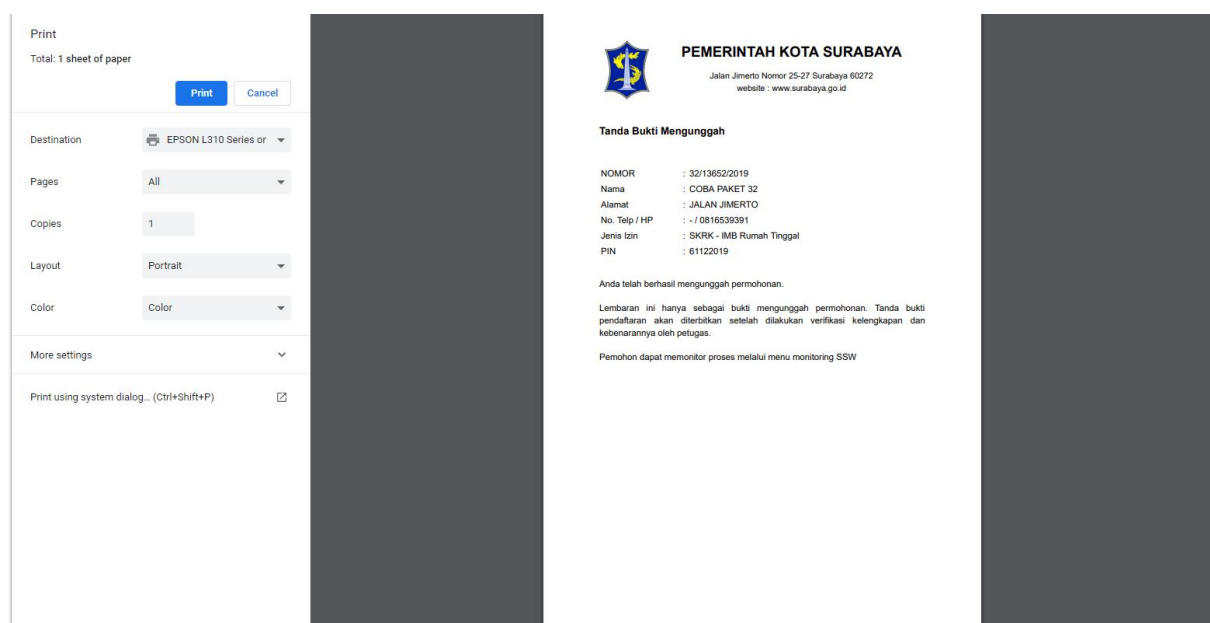 Print
Total: 1 sheet of paper
Print Cancel
Destination EPSON L310 Series or
Pages All
Copies 1
Layout Portrait
Color Color
More settings
Print using system dialog... (Ctrl+Shift+P)
PEMERINTAH KOTA SURABAYA
Jalan Jimerto Nomor 25-27 Surabaya 60272
website : www.surabaya.go.id
Tanda Bukti Mengunggah
NOMOR : 32/13652/2019
Nama : COBA PAKET 32
Alamat : JALAN JIMERTO
No. Telp / HP : - / 0816539391
Jenis Izin : SKRK - IMB Rumah Tinggal
PIN : 61122019
Anda telah berhasil mengunggah permohonan.
Lembaran ini hanya sebagai bukti mengunggah permohonan. Tanda bukti
pendaftaran akan diterbitkan setelah dilakukan verifikasi kelengkapan dan
kebenarannya oleh petugas.
Pemohon dapat memonitor proses melalui menu monitoring SSW